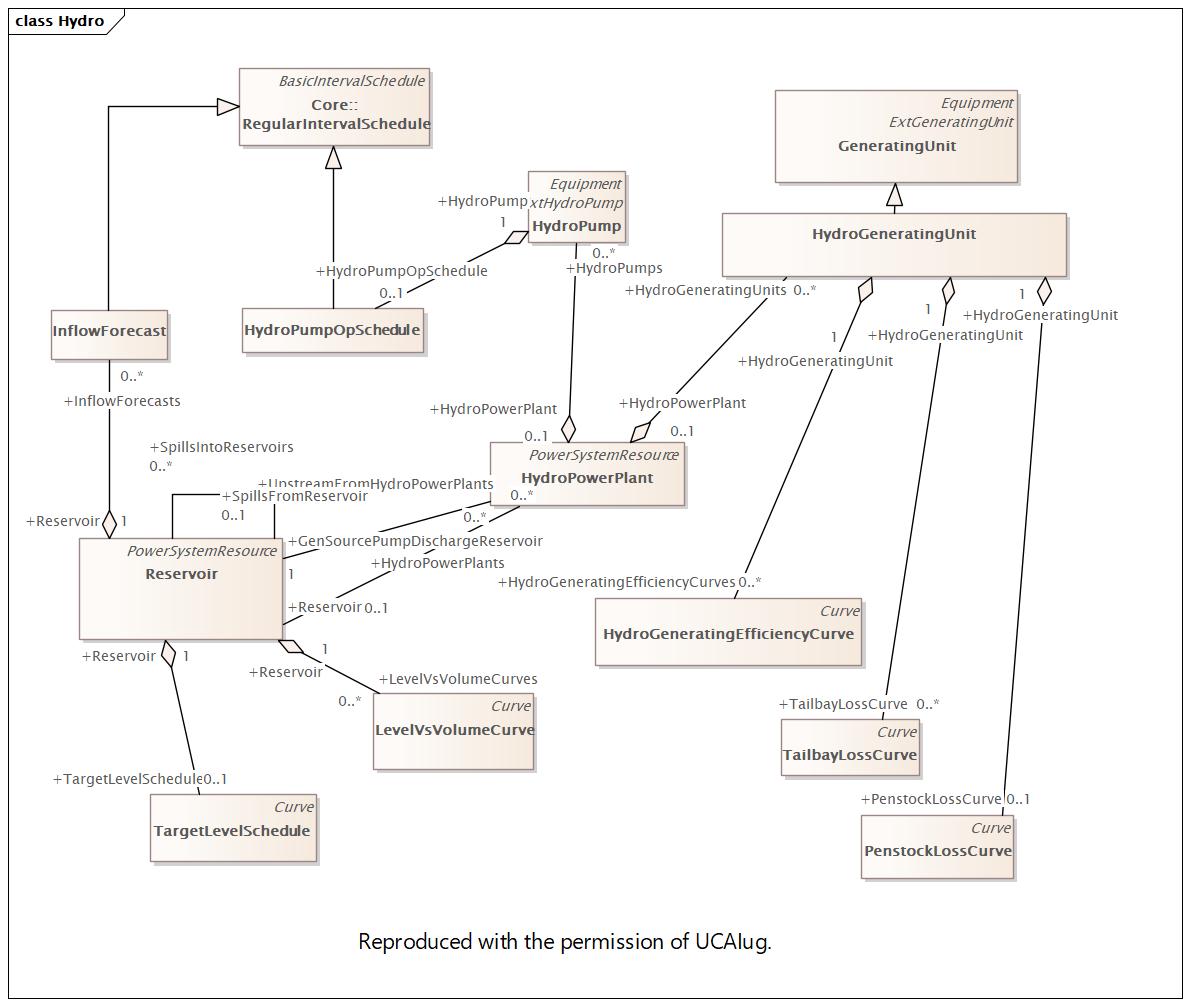 class Hydro
BasicIntervalSchedule
Core::
RegularIntervalSchedule
Equipment
ExtGeneratingUnit
GeneratingUnit
Equipment
xtHydroPump
HydroPump
+HydroPump
1
0..*
+HydroPumps
HydroGeneratingUnit
+HydroPumpOpSchedule
0..1
+HydroGeneratingUnits 0..*
1
+HydroGeneratingUnit
1
+HydroGeneratingUnit
1
+HydroGeneratingUnit
InflowForecast
HydroPumpOpSchedule
0..*
+InflowForecasts
+HydroPowerPlant
0..1
+HydroPowerPlant
0..1
+SpillsIntoReservoirs
0..*
PowerSystemResource
HydroPowerPlant
+UpstreamFromHydroPowerPlants
0..*
+SpillsFromReservoir
0..1
0..*
+Reservoir 1
+GenSourcePumpDischargeReservoir
1
+HydroPowerPlants
PowerSystemResource
Reservoir
+Reservoir 0..1
+HydroGeneratingEfficiencyCurves 0..*
Curve
HydroGeneratingEfficiencyCurve
+Reservoir 1
1
+Reservoir
+LevelVsVolumeCurves
0..*
Curve
LevelVsVolumeCurve
+TailbayLossCurve 0..*
Curve
TailbayLossCurve
+TargetLevelSchedule 0..1
Curve
TargetLevelSchedule
+PenstockLossCurve 0..1
Curve
PenstockLossCurve
Reproduced with the permission of UCAIug.